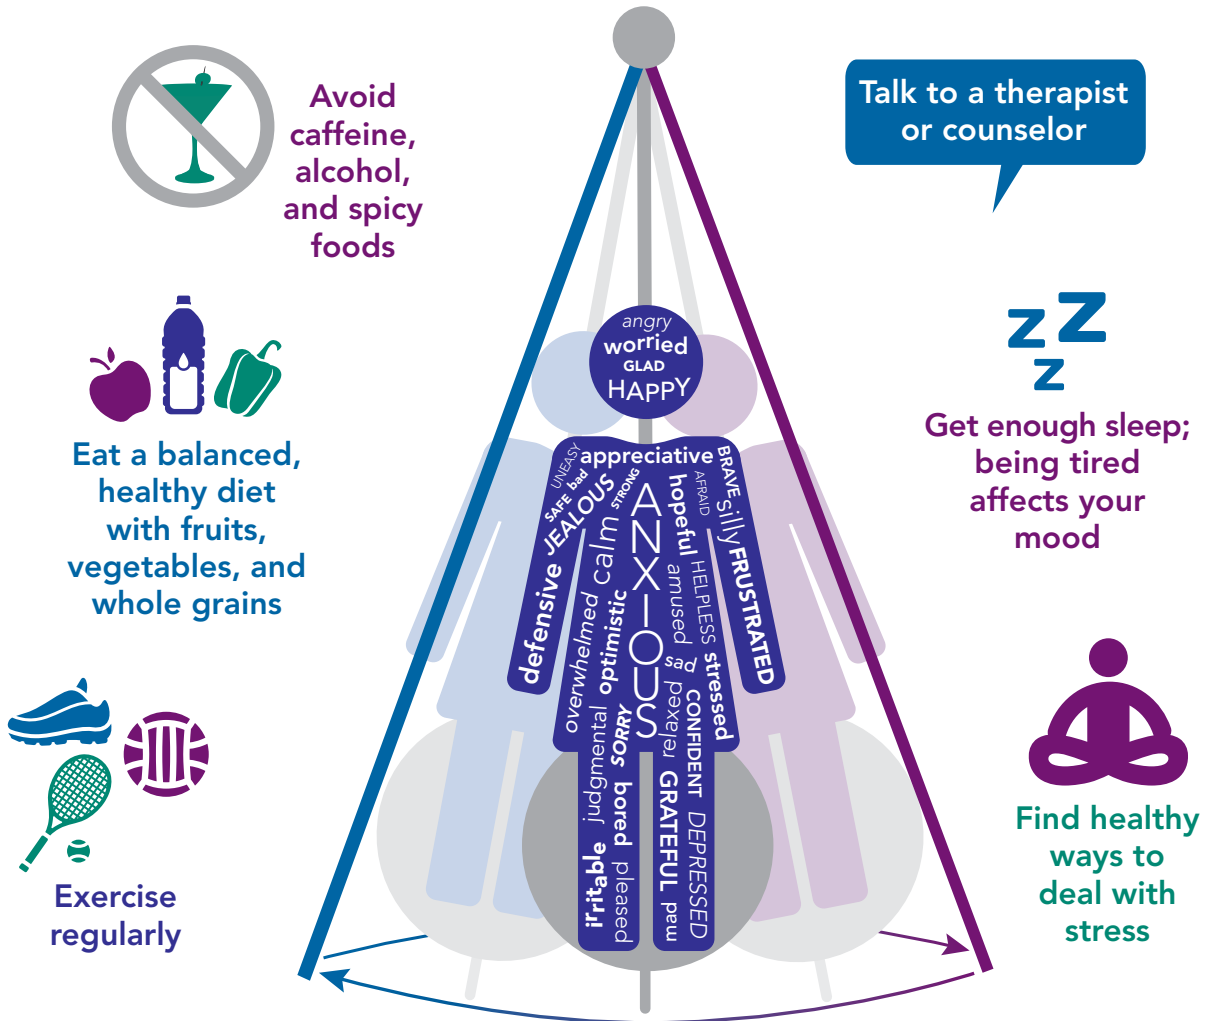 Avoid
caffeine,
alcohol,
and spicy
foods
Talk to a therapist
or counselor
Eat a balanced,
healthy diet
with fruits,
vegetables, and
whole grains
Get enough sleep;
being tired
affects your
mood
Exercise
regularly
Find healthy
ways to
deal with
stress
z
Z
z
angry
worried
GLAD
HAPPY
UNEASY
appreciative
BRAVE
SAFE
bad
STRONG
AFRAID
JEALOUS
ANXIOUS
hopeful
silly
defensive
calm
amused
HELPLESS
FRUSTRATED
overwhelmed
optimistic
sad
stressed
judgmental
SORRY
relaxed
CONFIDENT
irritable
bored
pleased
GRATEFUL
mad
DEPRESSED